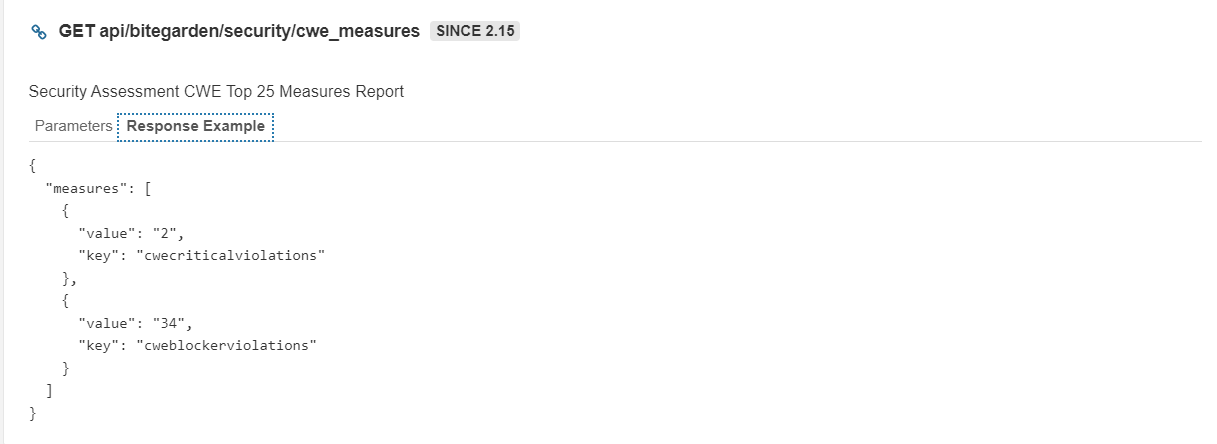 GET api/bitegarden/security/cwe_measures SINCE 2.15
Security Assessment CWE Top 25 Measures Report
Parameters Response Example
{
  "measures": [
    {
      "value": "2",
      "key": "cwecriticalviolations"
    },
    {
      "value": "34",
      "key": "cweblockerviolations"
    }
  ]
}